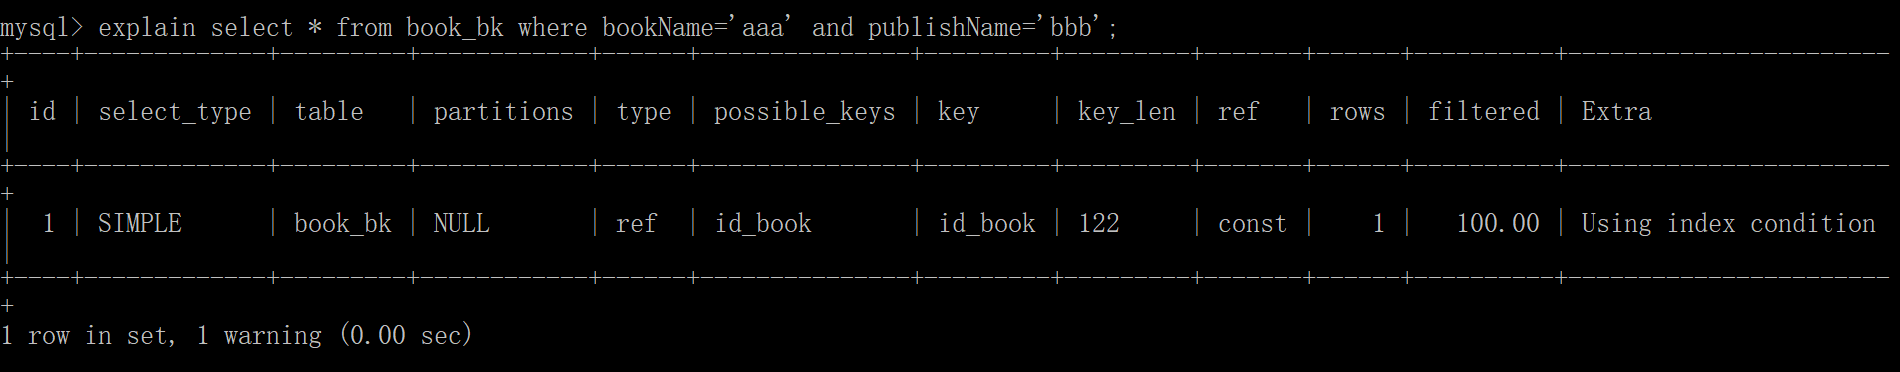 mysql> explain select * from book_bk where bookName='aaa' and publishName='bbb';
+----+-------------+---------+------------+------+---------------+---------+---------+-------+------+----------+-----------------------
+
| id | select_type | table   | partitions | type | possible_keys | key     | key_len | ref   | rows | filtered | Extra
|
+----+-------------+---------+------------+------+---------------+---------+---------+-------+------+----------+-----------------------
+
|  1 | SIMPLE      | book_bk | NULL       | ref  | id_book       | id_book | 122     | const |    1 |   100.00 | Using index condition
|
+----+-------------+---------+------------+------+---------------+---------+---------+-------+------+----------+-----------------------
+
1 row in set, 1 warning (0.00 sec)